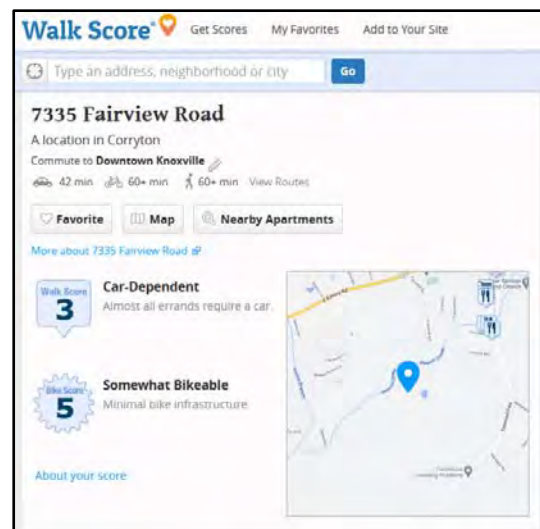 Walk Score® Get Scores My Favorites Add to Your Site
Type an address, neighborhood or city Go
7335 Fairview Road
A location in Corryton
Commute to Downtown Knoxville
42 min 60+ min 60+ min View Routes
Favorite Map Nearby Apartments
More about 7335 Fairview Road
Walk Score
3
Car-Dependent
Almost all errands require a car.
Bike Score
5
Somewhat Bikeable
Minimal bike infrastructure
About your score